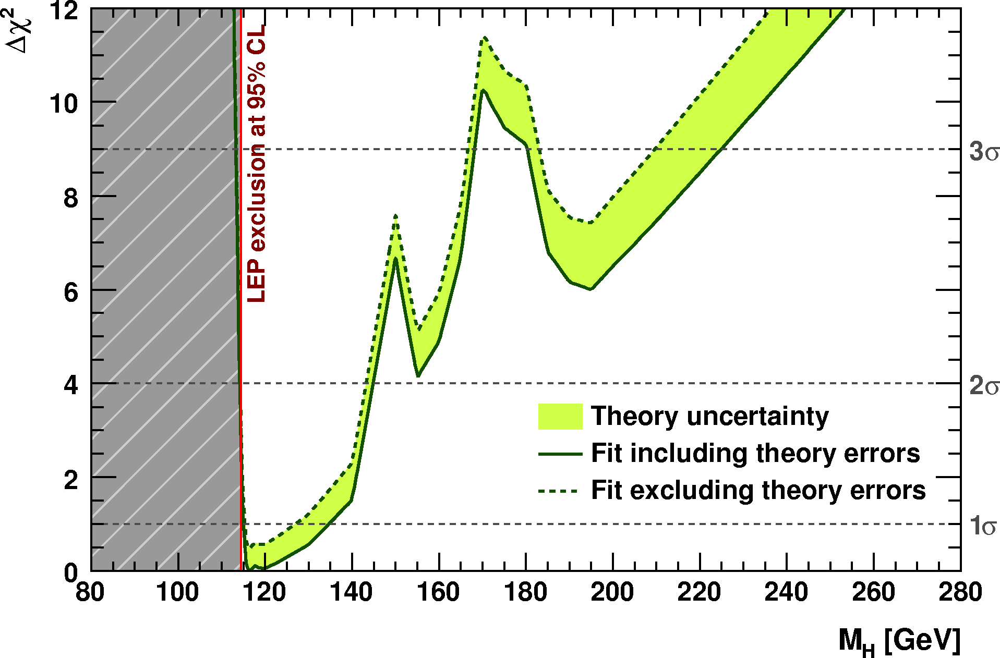 Δχ²
12
10
8
6
4
2
0
LEP exclusion at 95% CL
3σ
2σ
1σ
Theory uncertainty
Fit including theory errors
Fit excluding theory errors
80 100 120 140 160 180 200 220 240 260 280
M_H [GeV]